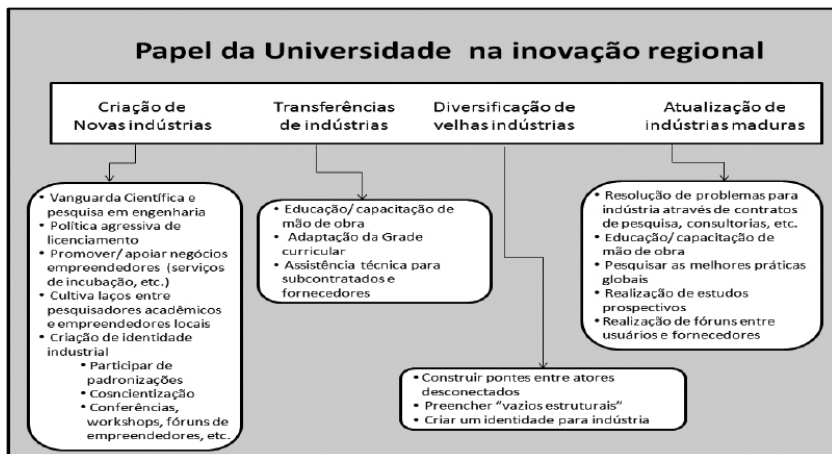 Papel da Universidade na inovação regional
Criação de
Novas indústrias
Transferências
de indústrias
Diversificação de
velhas indústrias
Atualização de
indústrias maduras
• Vanguarda Científica e
pesquisa em engenharia
• Política agressiva de
licenciamento
• Promover/ apoiar negócios
empreendedores (serviços
de incubação, etc.)
• Cultiva laços entre
pesquisadores acadêmicos
e empreendedores locais
• Criação de identidade
industrial
• Participar de
padronizações
• Cosncientização
• Conferências,
workshops, fóruns de
empreendedores, etc.
• Educação/ capacitação de
mão de obra
• Adaptação da Grade
curricular
• Assistência técnica para
subcontratados e
fornecedores
• Construir pontes entre atores
desconectados
• Preencher “vazios estruturais”
• Criar um identidade para indústria
• Resolução de problemas para
indústria através de contratos
de pesquisa, consultorias, etc.
• Educação/ capacitação de
mão de obra
• Pesquisar as melhores práticas
globais
• Realização de estudos
prospectivos
• Realização de fóruns entre
usuários e fornecedores